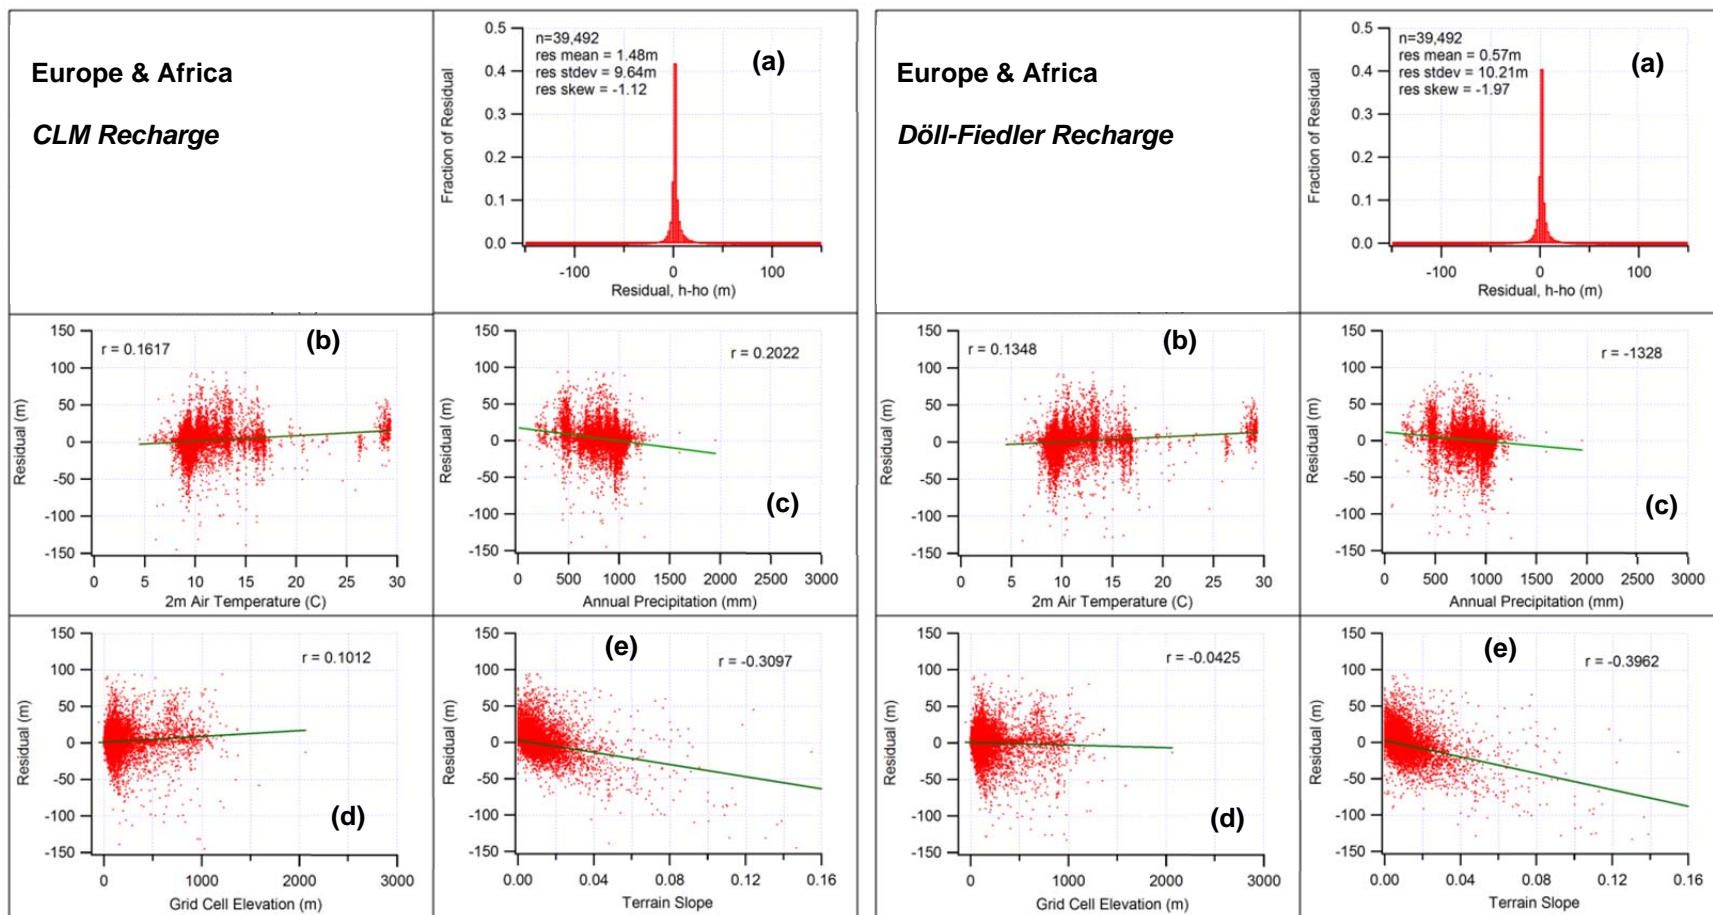 Europe & Africa
CLM Recharge
(a)
n=39,492
res mean = 1.48m
res stdev = 9.64m
res skew = -1.12
Fraction of Residual
0.5
0.4
0.3
0.2
0.1
0.0
-100 0 100
Residual, h-ho (m)
(b)
r = 0.1617
Residual (m)
150
100
50
0
-50
-100
-150
0 5 10 15 20 25 30
2m Air Temperature (C)
(c)
r = 0.2022
Residual (m)
150
100
50
0
-50
-100
-150
0 500 1000 2000 2000 3000
Annual Precipitation (mm)
(d)
r = 0.1012
Residual (m)
150
100
50
0
-50
-100
-150
0 1000 2000 3000
Grid Cell Elevation (m)
(e)
r = -0.3097
Residual (m)
150
100
50
0
-50
-100
-150
0.00 0.04 0.08 0.12 0.16
Terrain Slope
Europe & Africa
Döll-Fiedler Recharge
(a)
n=39,492
res mean = 0.57m
res stdev = 10.21m
res skew = -1.97
Fraction of Residual
0.5
0.4
0.3
0.2
0.1
0.0
-100 0 100
Residual, h-ho (m)
(b)
r = 0.1348
Residual (m)
150
100
50
0
-50
-100
-150
0 5 10 15 20 25 30
2m Air Temperature (C)
(c)
r = -1328
Residual (m)
150
100
50
0
-50
-100
-150
0 500 1000 2000 2500 3000
Annual Precipitation (mm)
(d)
r = -0.0425
Residual (m)
150
100
50
0
-50
-100
-150
0 1000 2000 3000
Grid Cell Elevation (m)
(e)
r = -0.3962
Residual (m)
150
100
50
0
-50
-100
-150
0.00 0.04 0.08 0.12 0.16
Terrain Slope